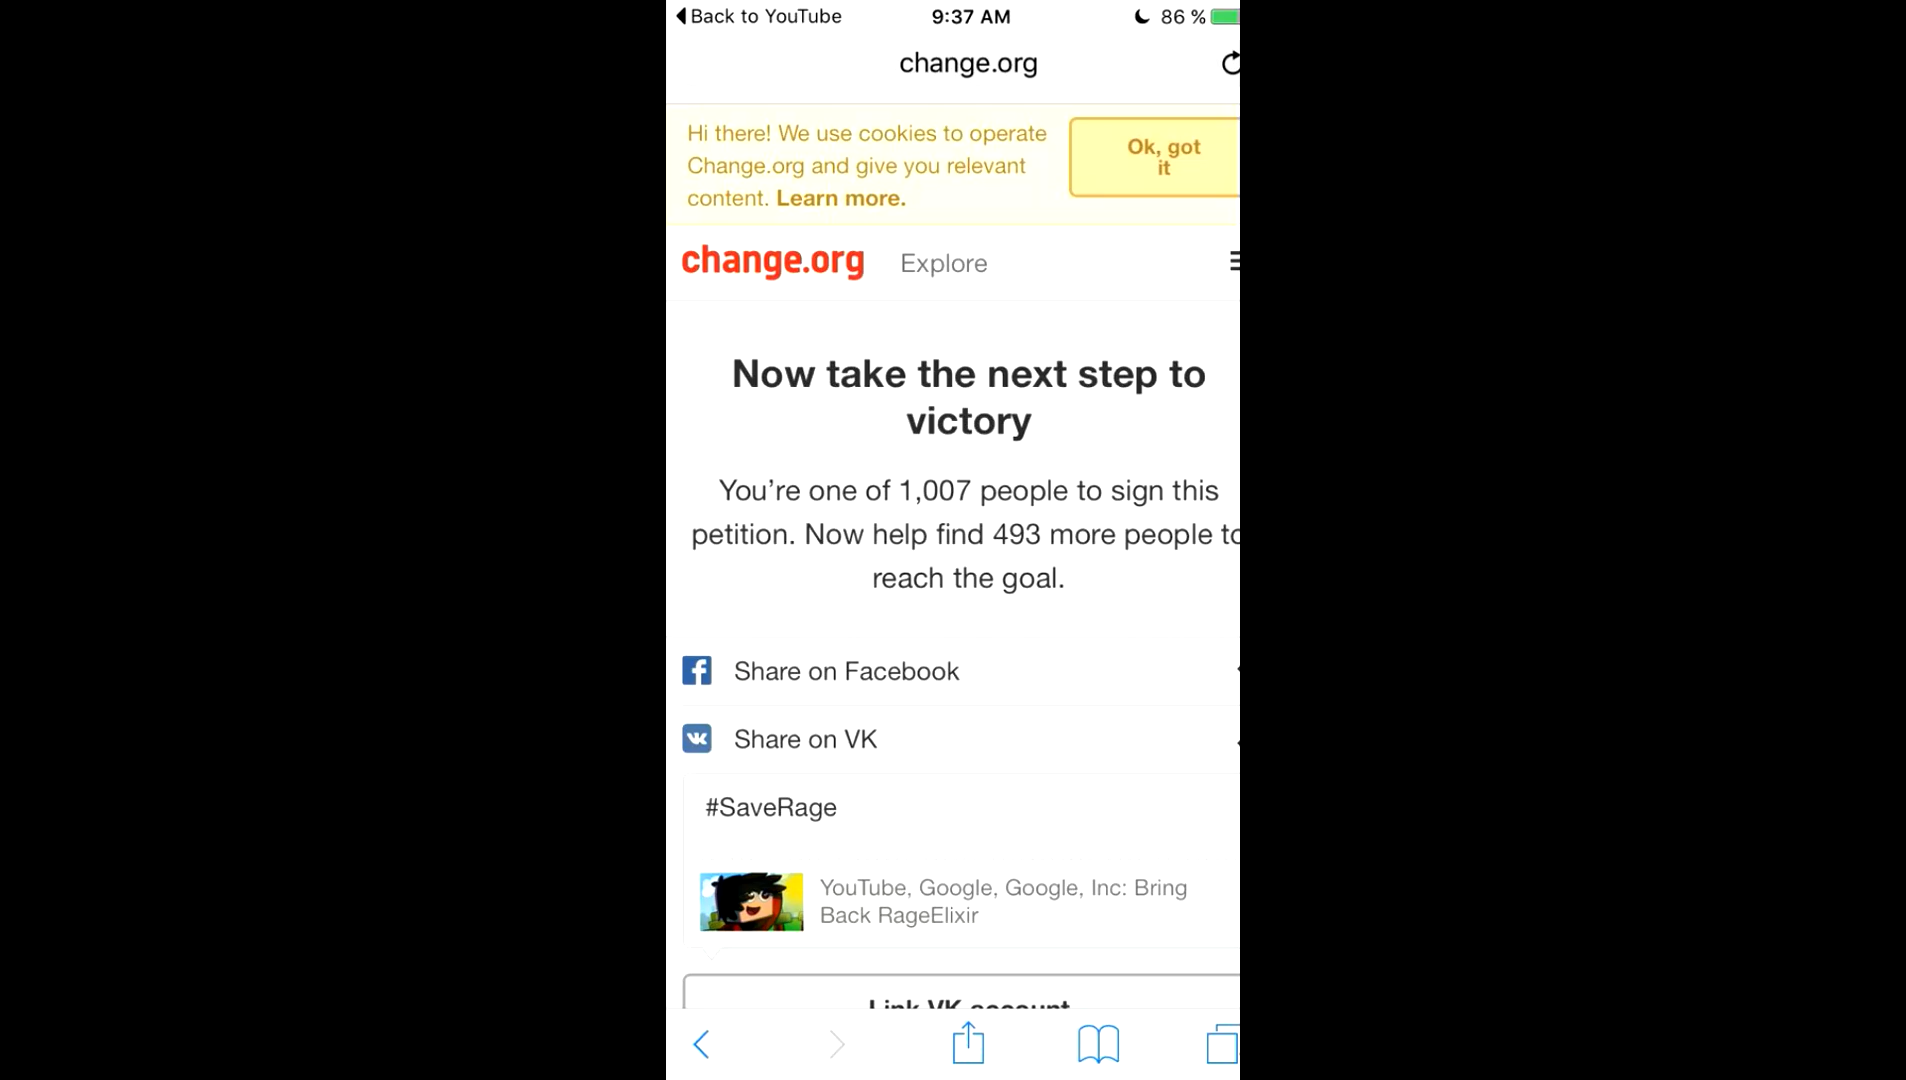 Back to YouTube
9:37 AM
86 %
change.org
Hi there! We use cookies to operate
Change.org and give you relevant
content. Learn more.
Ok, got
it
change.org
Explore
Now take the next step to
victory
You’re one of 1,007 people to sign this
petition. Now help find 493 more people to
reach the goal.
Share on Facebook
Share on VK
#SaveRage
YouTube, Google, Google, Inc: Bring
Back RageElixir
Link VK account